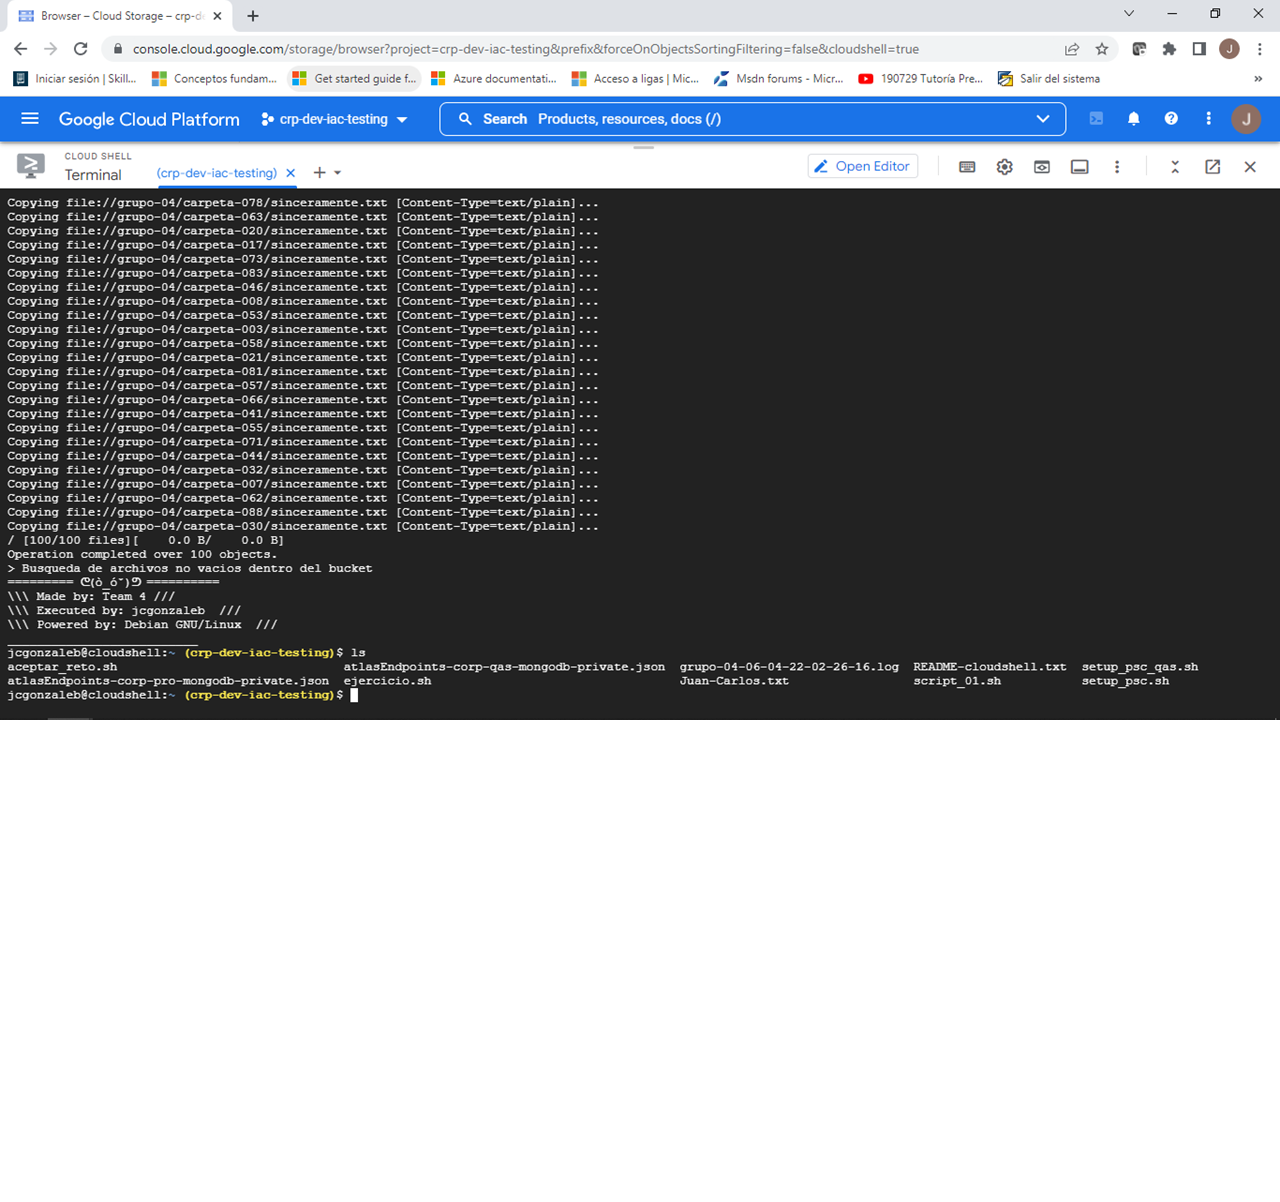 Browser – Cloud Storage – crp-de
console.cloud.google.com/storage/browser?project=crp-dev-iac-testing&prefix&forceOnObjectsSortingFiltering=false&cloudshell=true
J
Iniciar sesión | Skill... Conceptos fundam... Get started guide f... Azure documentati... Acceso a ligas | Mic... Msdn forums - Micr... 190729 Tutoría Pre... Salir del sistema »
Google Cloud Platform crp-dev-iac-testing Search Products, resources, docs (/) J
CLOUD SHELL
Terminal (crp-dev-iac-testing) Open Editor
Copying file://grupo-04/carpeta-078/sinceramente.txt [Content-Type=text/plain]...
Copying file://grupo-04/carpeta-063/sinceramente.txt [Content-Type=text/plain]...
Copying file://grupo-04/carpeta-020/sinceramente.txt [Content-Type=text/plain]...
Copying file://grupo-04/carpeta-017/sinceramente.txt [Content-Type=text/plain]...
Copying file://grupo-04/carpeta-073/sinceramente.txt [Content-Type=text/plain]...
Copying file://grupo-04/carpeta-083/sinceramente.txt [Content-Type=text/plain]...
Copying file://grupo-04/carpeta-046/sinceramente.txt [Content-Type=text/plain]...
Copying file://grupo-04/carpeta-008/sinceramente.txt [Content-Type=text/plain]...
Copying file://grupo-04/carpeta-053/sinceramente.txt [Content-Type=text/plain]...
Copying file://grupo-04/carpeta-003/sinceramente.txt [Content-Type=text/plain]...
Copying file://grupo-04/carpeta-058/sinceramente.txt [Content-Type=text/plain]...
Copying file://grupo-04/carpeta-021/sinceramente.txt [Content-Type=text/plain]...
Copying file://grupo-04/carpeta-081/sinceramente.txt [Content-Type=text/plain]...
Copying file://grupo-04/carpeta-057/sinceramente.txt [Content-Type=text/plain]...
Copying file://grupo-04/carpeta-066/sinceramente.txt [Content-Type=text/plain]...
Copying file://grupo-04/carpeta-041/sinceramente.txt [Content-Type=text/plain]...
Copying file://grupo-04/carpeta-055/sinceramente.txt [Content-Type=text/plain]...
Copying file://grupo-04/carpeta-071/sinceramente.txt [Content-Type=text/plain]...
Copying file://grupo-04/carpeta-044/sinceramente.txt [Content-Type=text/plain]...
Copying file://grupo-04/carpeta-032/sinceramente.txt [Content-Type=text/plain]...
Copying file://grupo-04/carpeta-007/sinceramente.txt [Content-Type=text/plain]...
Copying file://grupo-04/carpeta-062/sinceramente.txt [Content-Type=text/plain]...
Copying file://grupo-04/carpeta-088/sinceramente.txt [Content-Type=text/plain]...
Copying file://grupo-04/carpeta-030/sinceramente.txt [Content-Type=text/plain]...
/ [100/100 files][    0.0 B/    0.0 B]
Operation completed over 100 objects.
> Busqueda de archivos no vacios dentro del bucket
========= ᕦ(ò_óˇ)ᕤ ==========
\\\ Made by: Team 4 ///
\\\ Executed by: jcgonzaleb  ///
\\\ Powered by: Debian GNU/Linux  ///
__________________________
jcgonzaleb@cloudshell:~ (crp-dev-iac-testing)$ ls
aceptar_reto.sh atlasEndpoints-corp-qas-mongodb-private.json grupo-04-06-04-22-02-26-16.log README-cloudshell.txt setup_psc_qas.sh
atlasEndpoints-corp-pro-mongodb-private.json ejercicio.sh Juan-Carlos.txt script_01.sh setup_psc.sh
jcgonzaleb@cloudshell:~ (crp-dev-iac-testing)$